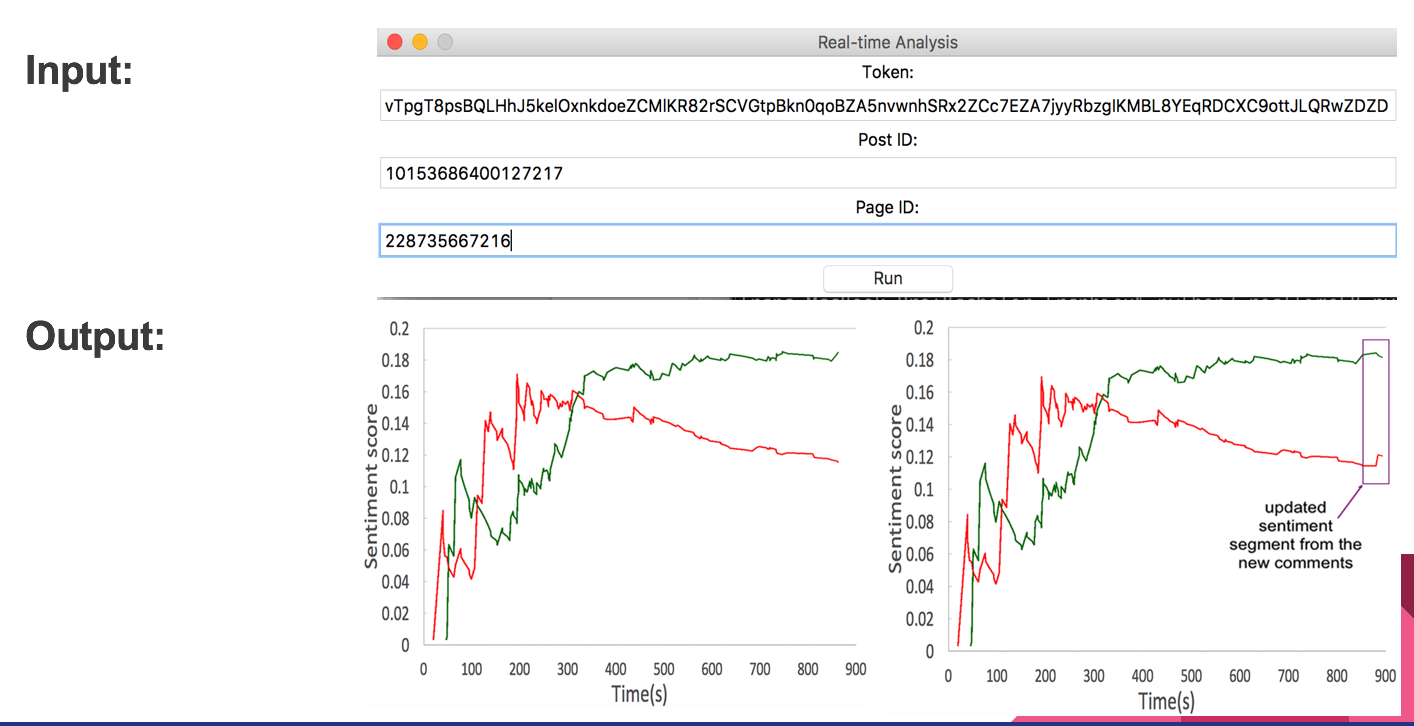 Input:
Real-time Analysis
Token:
vTpgT8psBQLHhJ5kelOxnkdoeZCMlKR82rSCVGtpBkn0qoBZA5nvwnhSRx2ZCc7EZA7jyyRbzglKMBL8YEqRDCXC9ottJLQRwZDZD
Post ID:
10153686400127217
Page ID:
228735667216
Run
Output:
0.2
0.18
0.16
0.14
0.12
0.1
0.08
0.06
0.04
0.02
0
Sentiment score
0 100 200 300 400 500 600 700 800 900
Time(s)
0.2
0.18
0.16
0.14
0.12
0.1
0.08
0.06
0.04
0.02
0
Sentiment score
updated
sentiment
segment from the
new comments
0 100 200 300 400 500 600 700 800 900
Time(s)